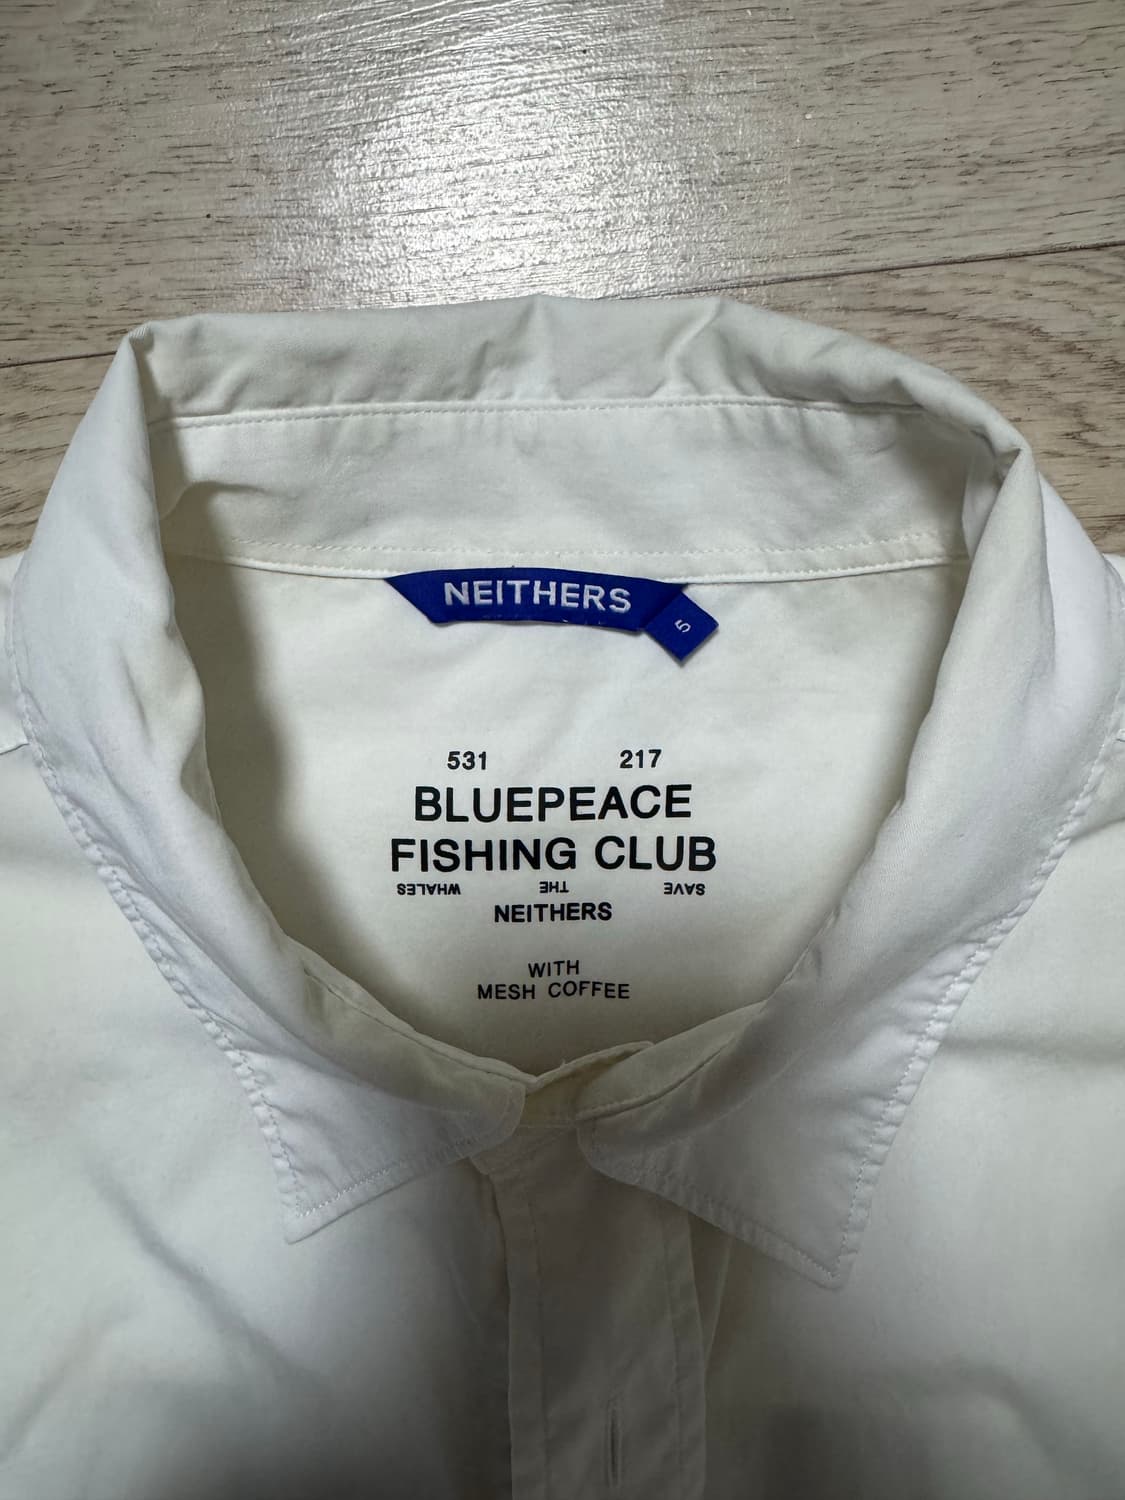 NEITHERS
5
531 217
BLUEPEACE
FISHING CLUB
SAVE THE WHALES
NEITHERS
WITH
MESH COFFEE